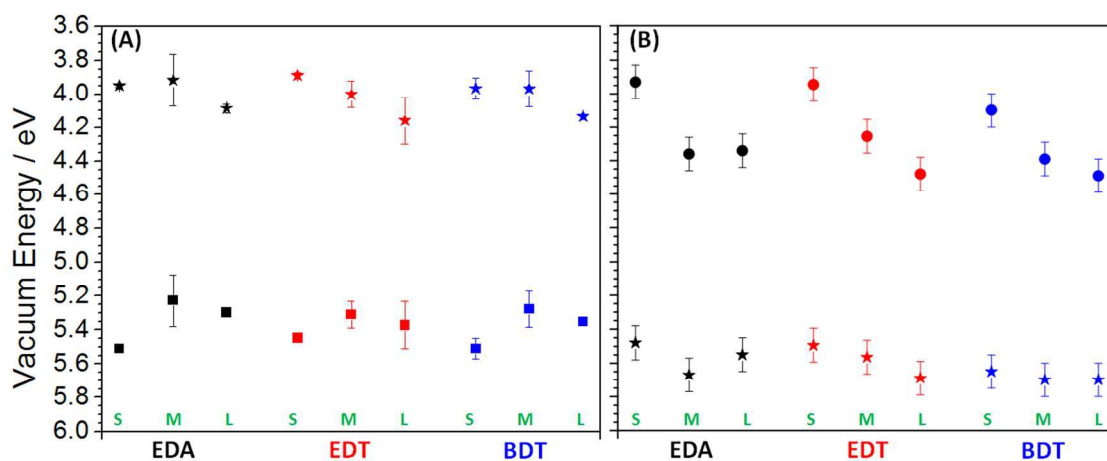 Vacuum Energy / eV
3.6
3.8
4.0
4.2
4.4
4.6
4.8
5.0
5.2
5.4
5.6
5.8
6.0
(A)
S M L S M L S M L
EDA EDT BDT
(B)
S M L S M L S M L
EDA EDT BDT